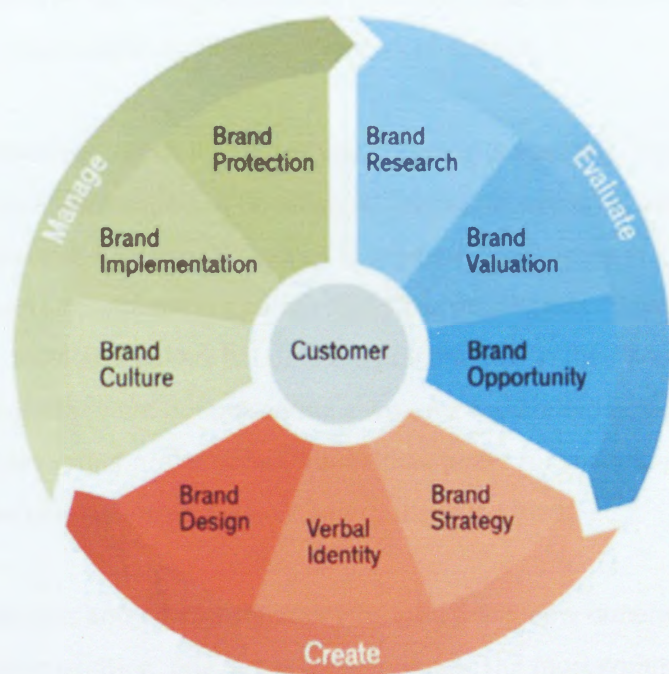 Manage
Brand
Protection
Brand
Implementation
Brand
Culture
Evaluate
Brand
Research
Brand
Valuation
Brand
Opportunity
Customer
Brand
Design
Verbal
Identity
Brand
Strategy
Create